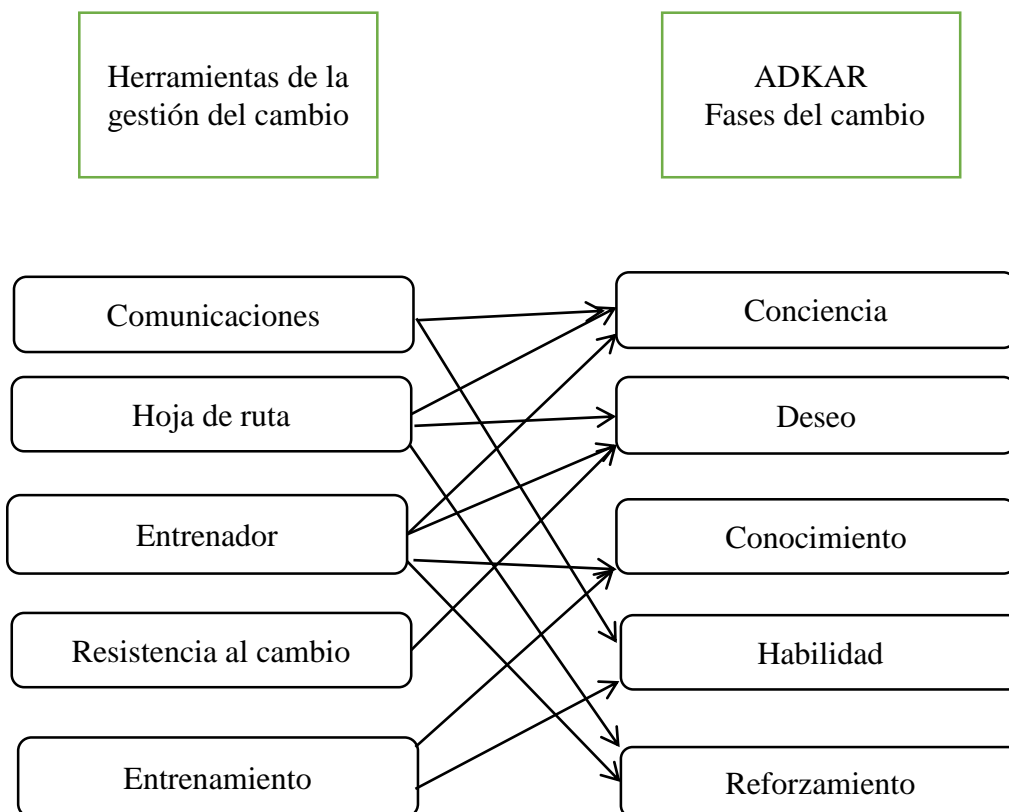 Herramientas de la
gestión del cambio
ADKAR
Fases del cambio
Comunicaciones
Conciencia
Hoja de ruta
Deseo
Entrenador
Conocimiento
Resistencia al cambio
Habilidad
Entrenamiento
Reforzamiento